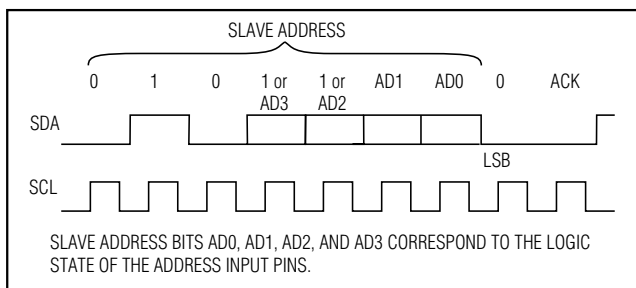 SLAVE ADDRESS
0 1 0 1 or AD3 1 or AD2 AD1 AD0 0 ACK
SDA
LSB
SCL
SLAVE ADDRESS BITS AD0, AD1, AD2, AND AD3 CORRESPOND TO THE LOGIC
STATE OF THE ADDRESS INPUT PINS.